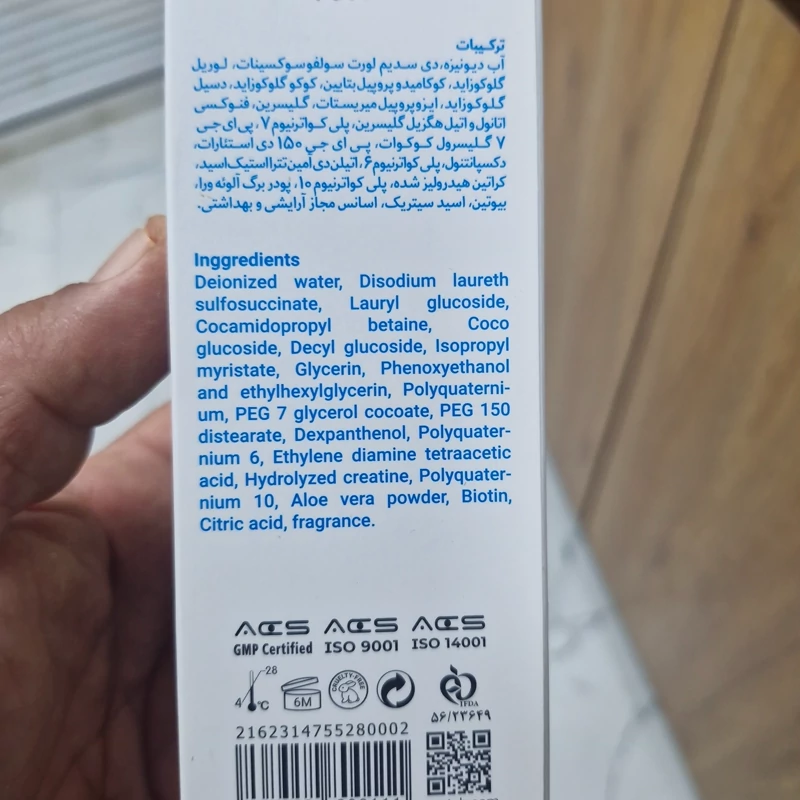 ترکیبات
آب دیونیزه،دی سدیم لورت سولفوسوکسینات، لوریل
گلوکوزاید، کوکامیدوپروپیل بتایین، کوکو گلوکوزاید، دسیل
گلوکوزاید، ایزوپروپیل میریستات، گلیسرین، فنوکسی
اتانول و اتیل هگزیل گلیسرین، پلی کواترنیوم ۷، پی ای جی
۷ گلیسرول کوکوات، پی ای جی ۱۵۰ دی استئارات،
دکسپانتنول، پلی کواترنیوم ۶، اتیلن دی آمین تترااستیک اسید،
کراتین هیدرولیز شده، پلی کواترنیوم ۱۰، پودر برگ آلوئه ورا،
بیوتین، اسید سیتریک، اسانس مجاز آرایشی و بهداشتی.
Inggredients
Deionized water, Disodium laureth
sulfosuccinate, Lauryl glucoside,
Cocamidopropyl betaine, Coco
glucoside, Decyl glucoside, Isopropyl
myristate, Glycerin, Phenoxyethanol
and ethylhexylglycerin, Polyquaterni-
um, PEG 7 glycerol cocoate, PEG 150
distearate, Dexpanthenol, Polyquater-
nium 6, Ethylene diamine tetraacetic
acid, Hydrolyzed creatine, Polyquater-
nium 10, Aloe vera powder, Biotin,
Citric acid, fragrance.
ACS ACS ACS
GMP Certified ISO 9001 ISO 14001
4 28 °C 6M CRUELTY-FREE IFDA
۵۶/۲۳۶۴۹
2162314755280002